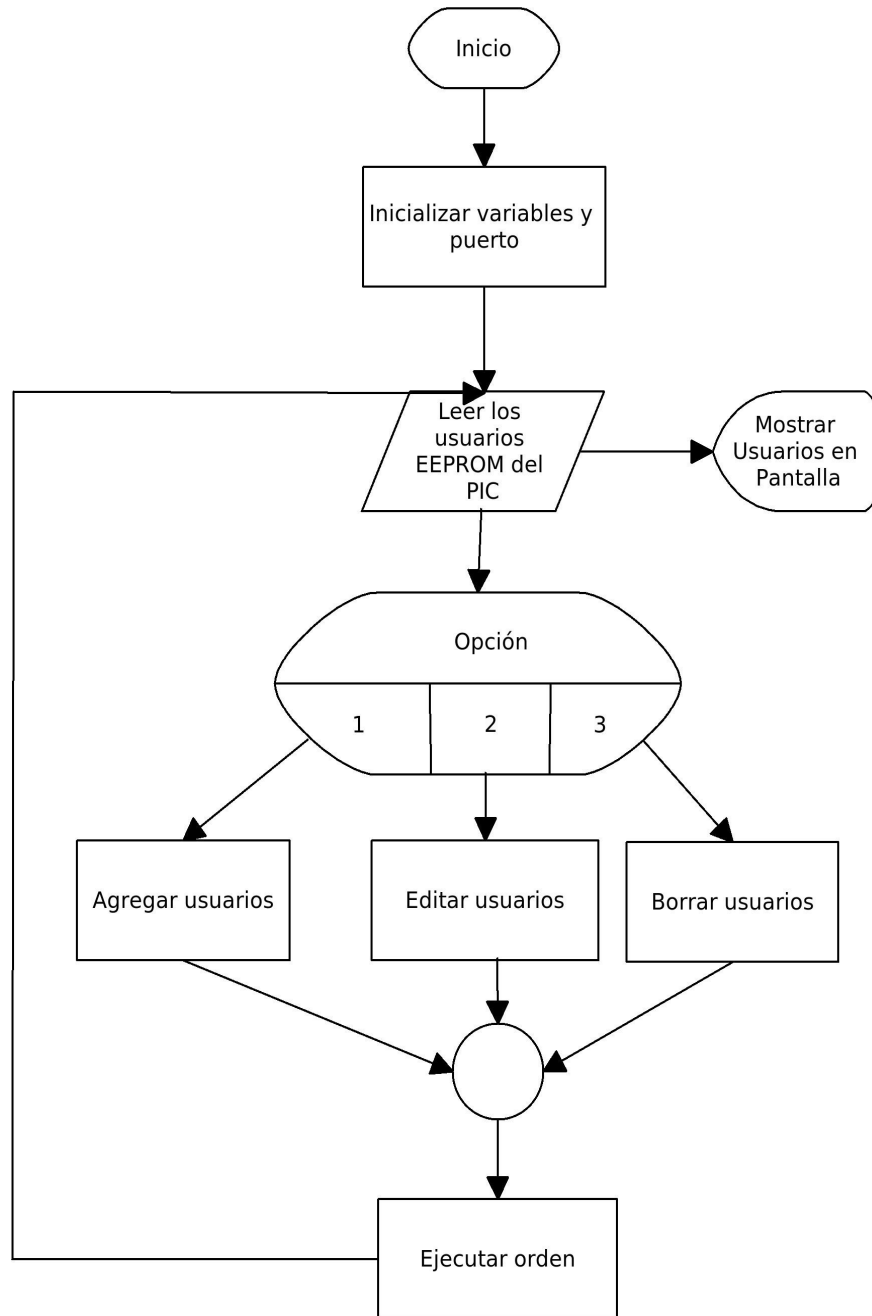 Inicio
Inicializar variables y
puerto
Leer los
usuarios
EEPROM del
PIC
Mostrar
Usuarios en
Pantalla
Opción
1
2
3
Agregar usuarios
Editar usuarios
Borrar usuarios
Ejecutar orden